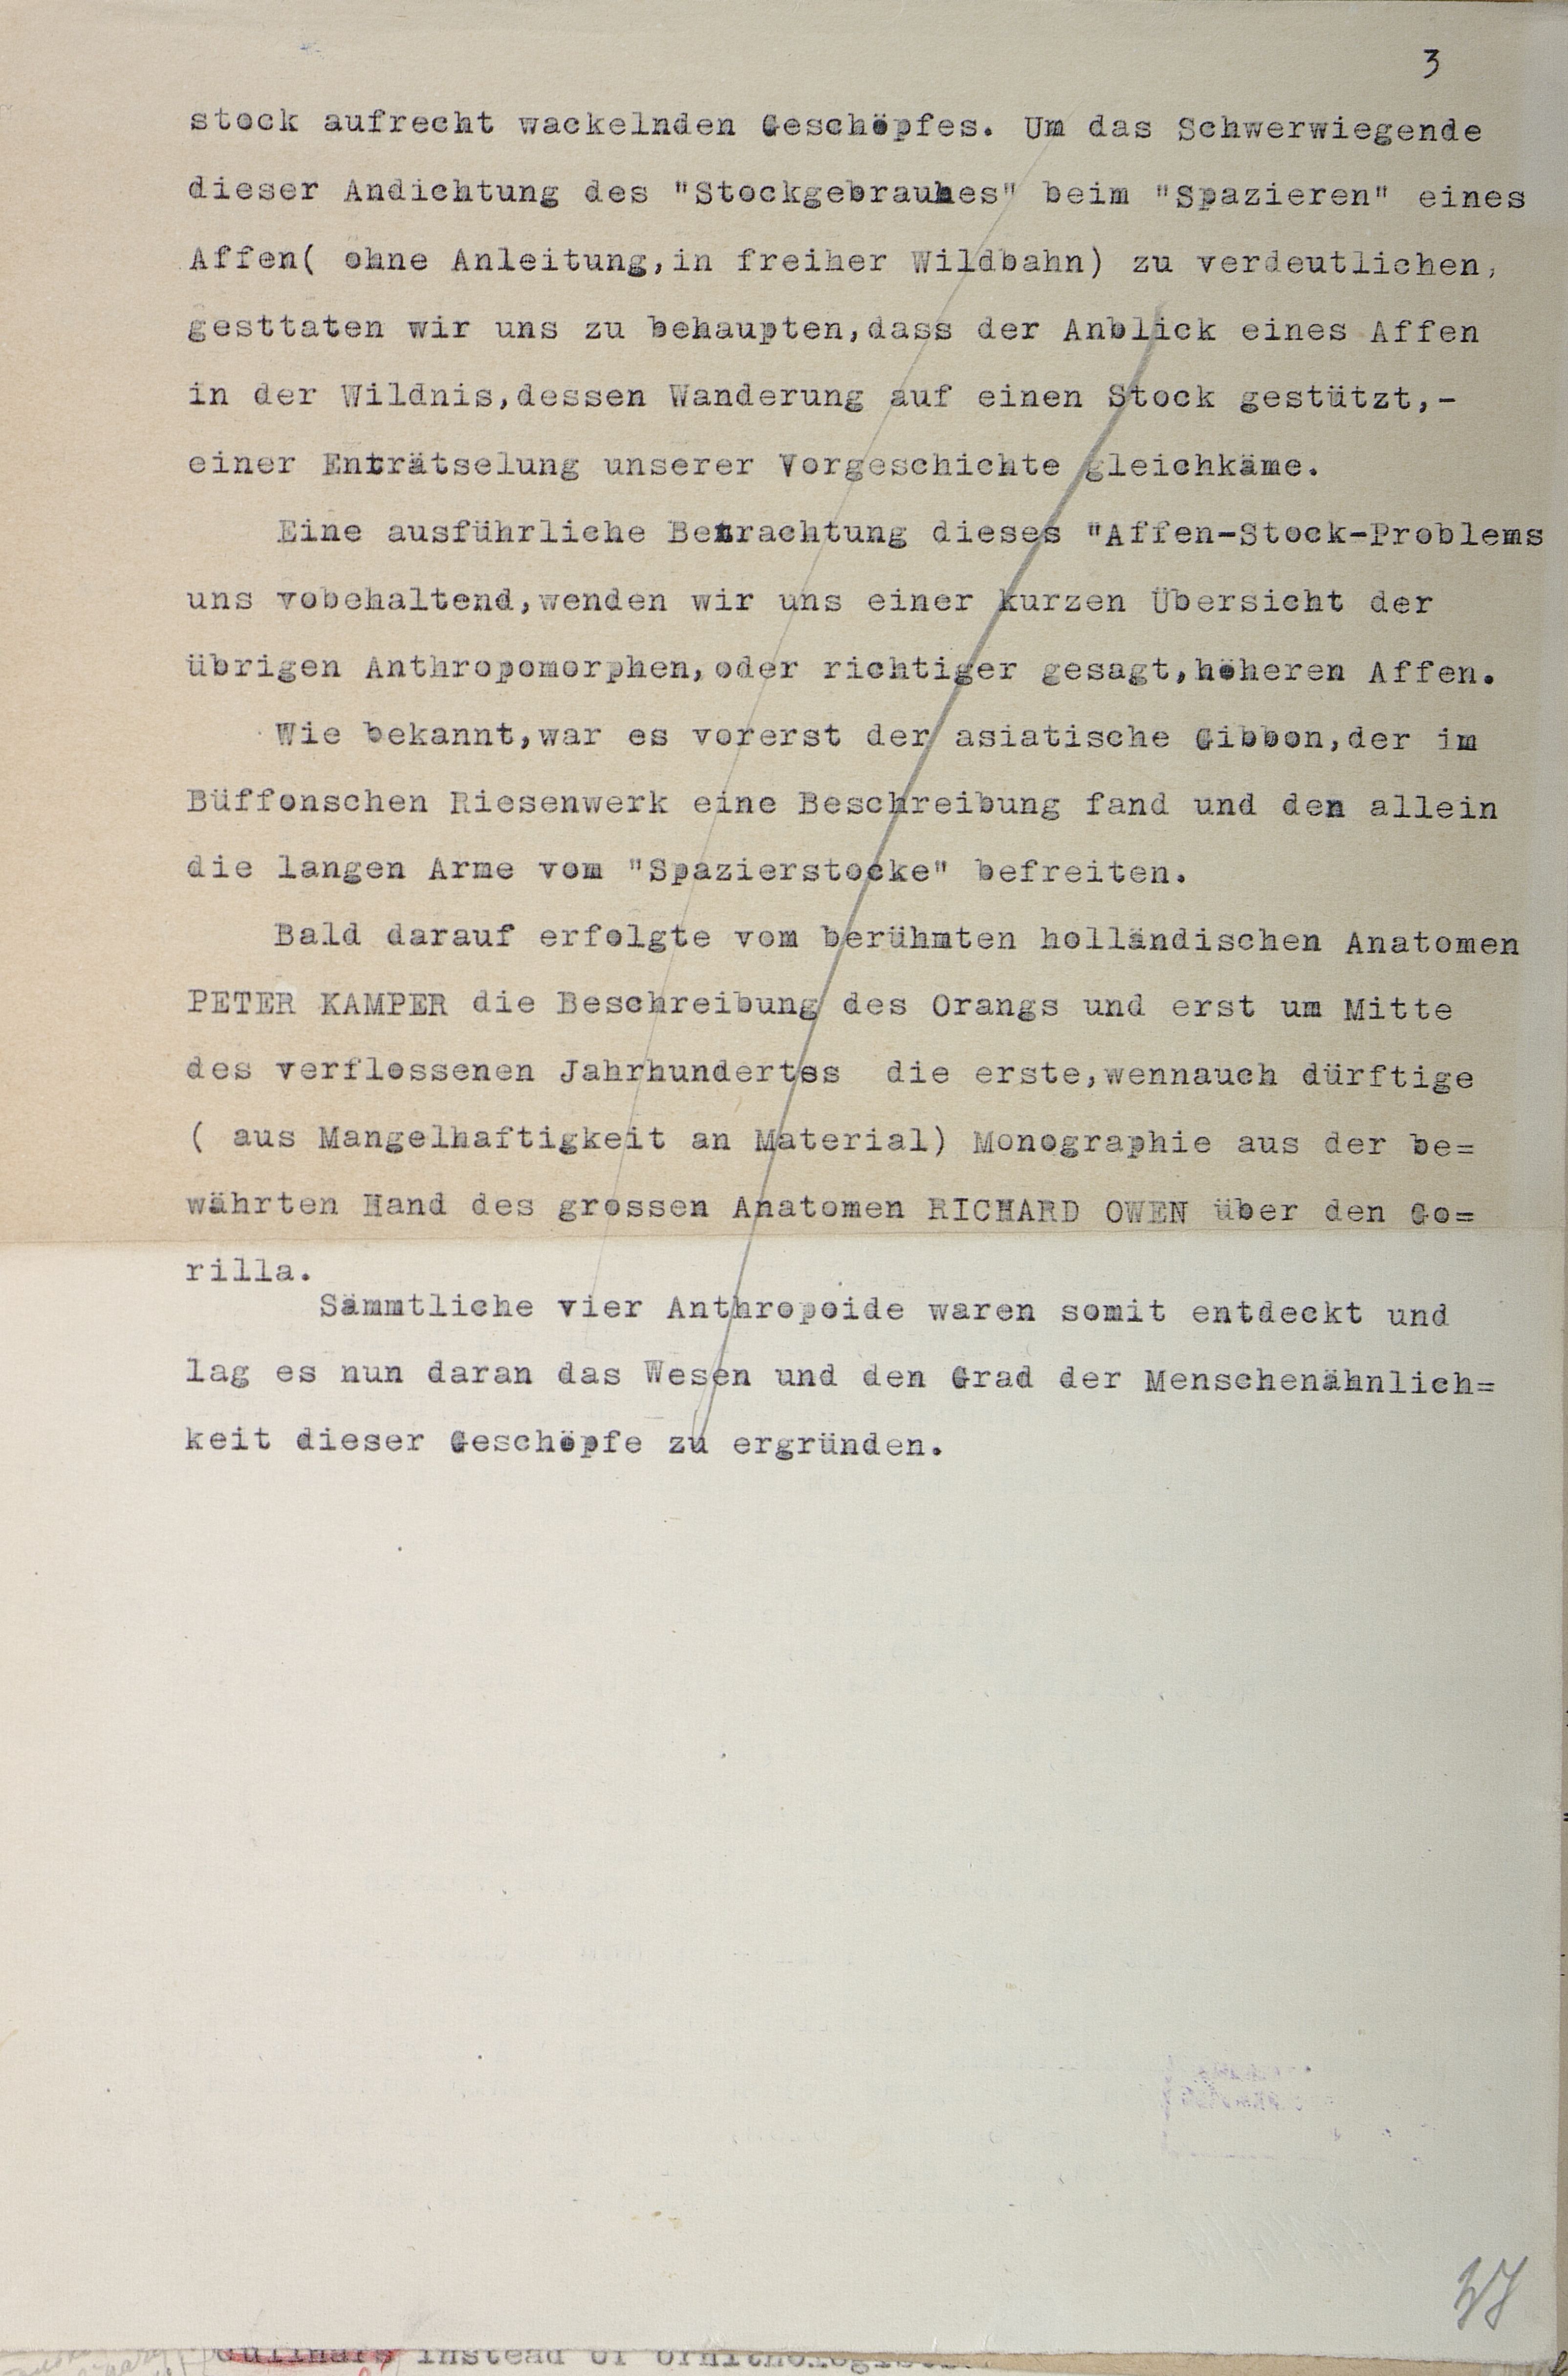 3
stock aufrecht wackelnden Geschöpfes. Um das Schwerwiegende
dieser Andichtung des "Stockgebrauhes" beim "Spazieren" eines
Affen( ohne Anleitung,in freiher Wildbahn) zu verdeutlichen,
gesttaten wir uns zu behaupten,dass der Anblick eines Affen
in der Wildnis,dessen Wanderung auf einen Stock gestützt,-
einer Enträtselung unserer Vorgeschichte gleichkäme.
Eine ausführliche Betrachtung dieses "Affen-Stock-Problems
uns vobehaltend,wenden wir uns einer kurzen Übersicht der
übrigen Anthropomorphen,oder richtiger gesagt,höheren Affen.
Wie bekannt,war es vorerst der asiatische Gibbon,der im
Büffonschen Riesenwerk eine Beschreibung fand und den allein
die langen Arme vom "Spazierstocke" befreiten.
Bald darauf erfolgte vom berühmten holländischen Anatomen
PETER KAMPER die Beschreibung des Orangs und erst um Mitte
des verflossenen Jahrhundertes die erste,wennauch dürftige
( aus Mangelhaftigkeit an Material) Monographie aus der be=
währten Hand des grossen Anatomen RICHARD OWEN über den Go=
rilla.
Sämmtliche vier Anthropoide waren somit entdeckt und
lag es nun daran das Wesen und den Grad der Menschenähnlich=
keit dieser Geschöpfe zu ergründen.
37
instead of